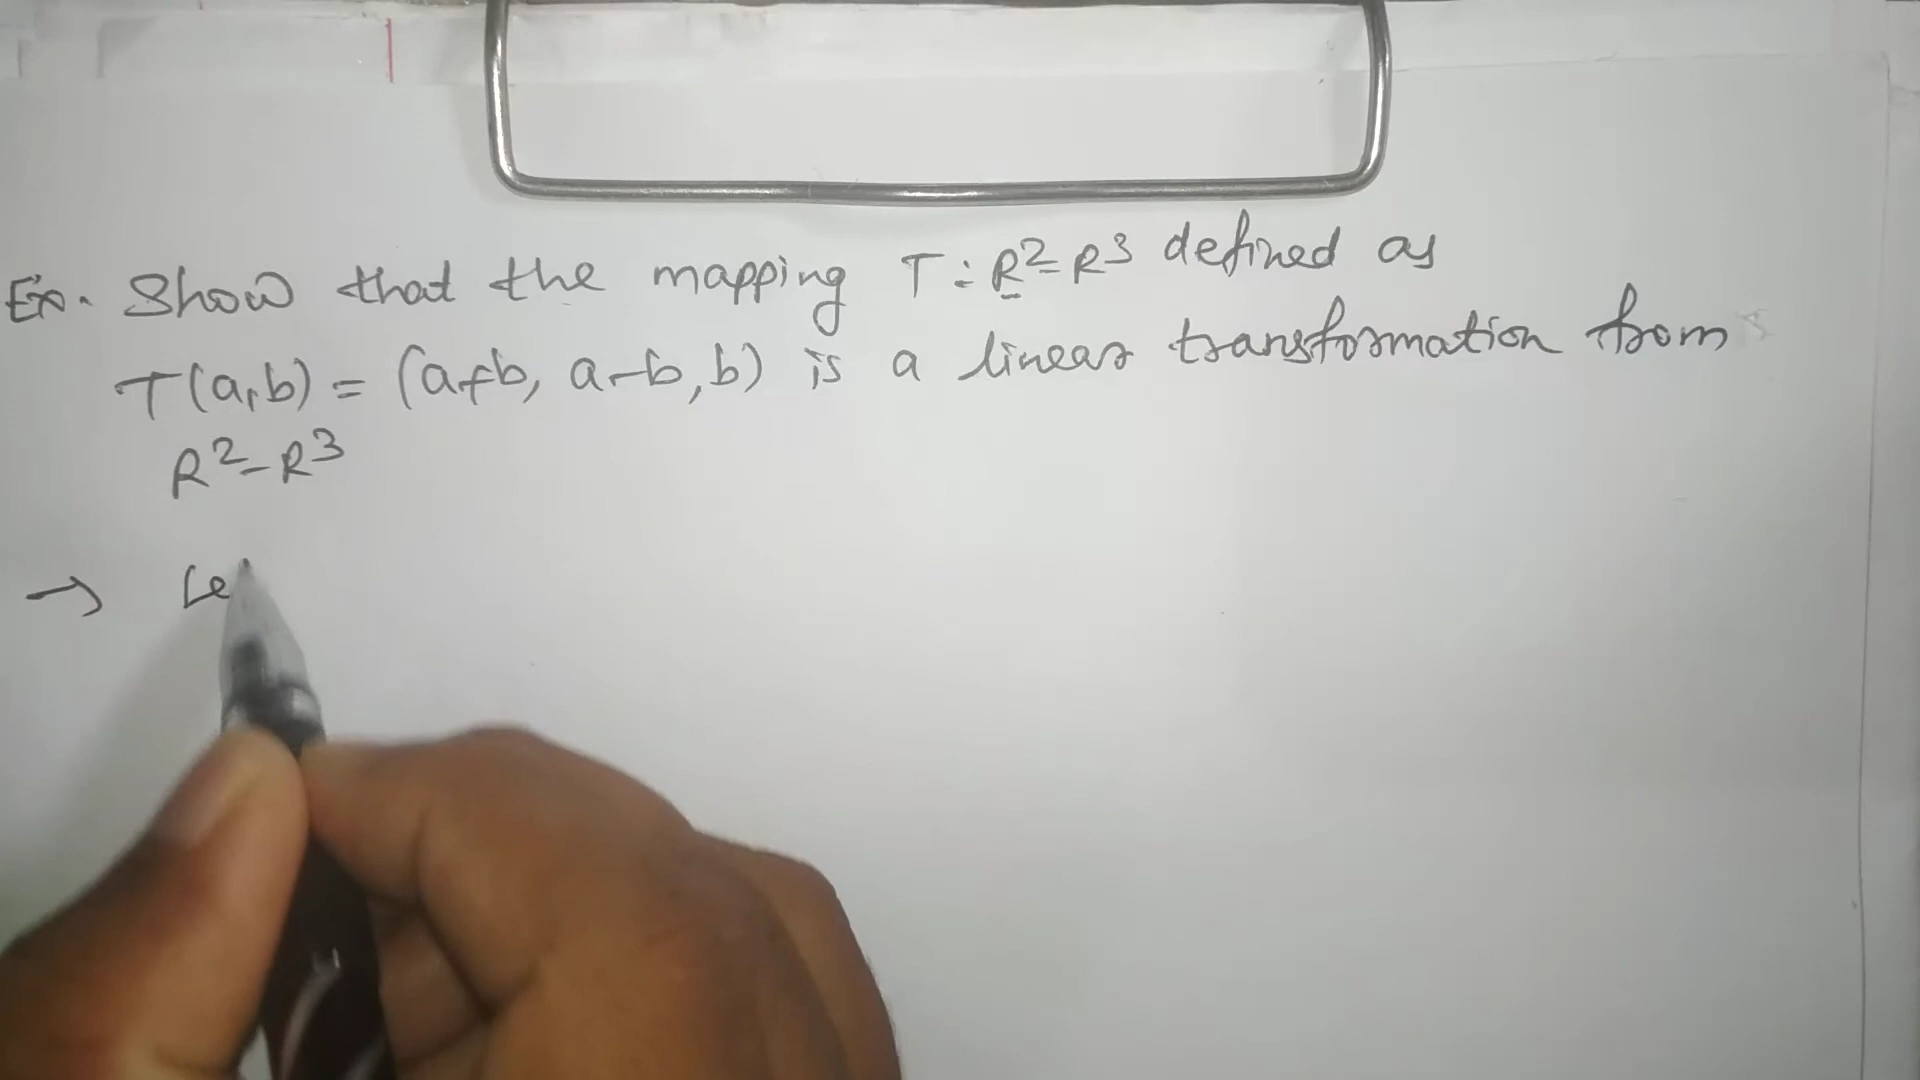 Ex. Show that the mapping T : R²-R³ defined as
T(a,b) = (a+b, a-b, b) is a linear transformation from
R²-R³
→ Le